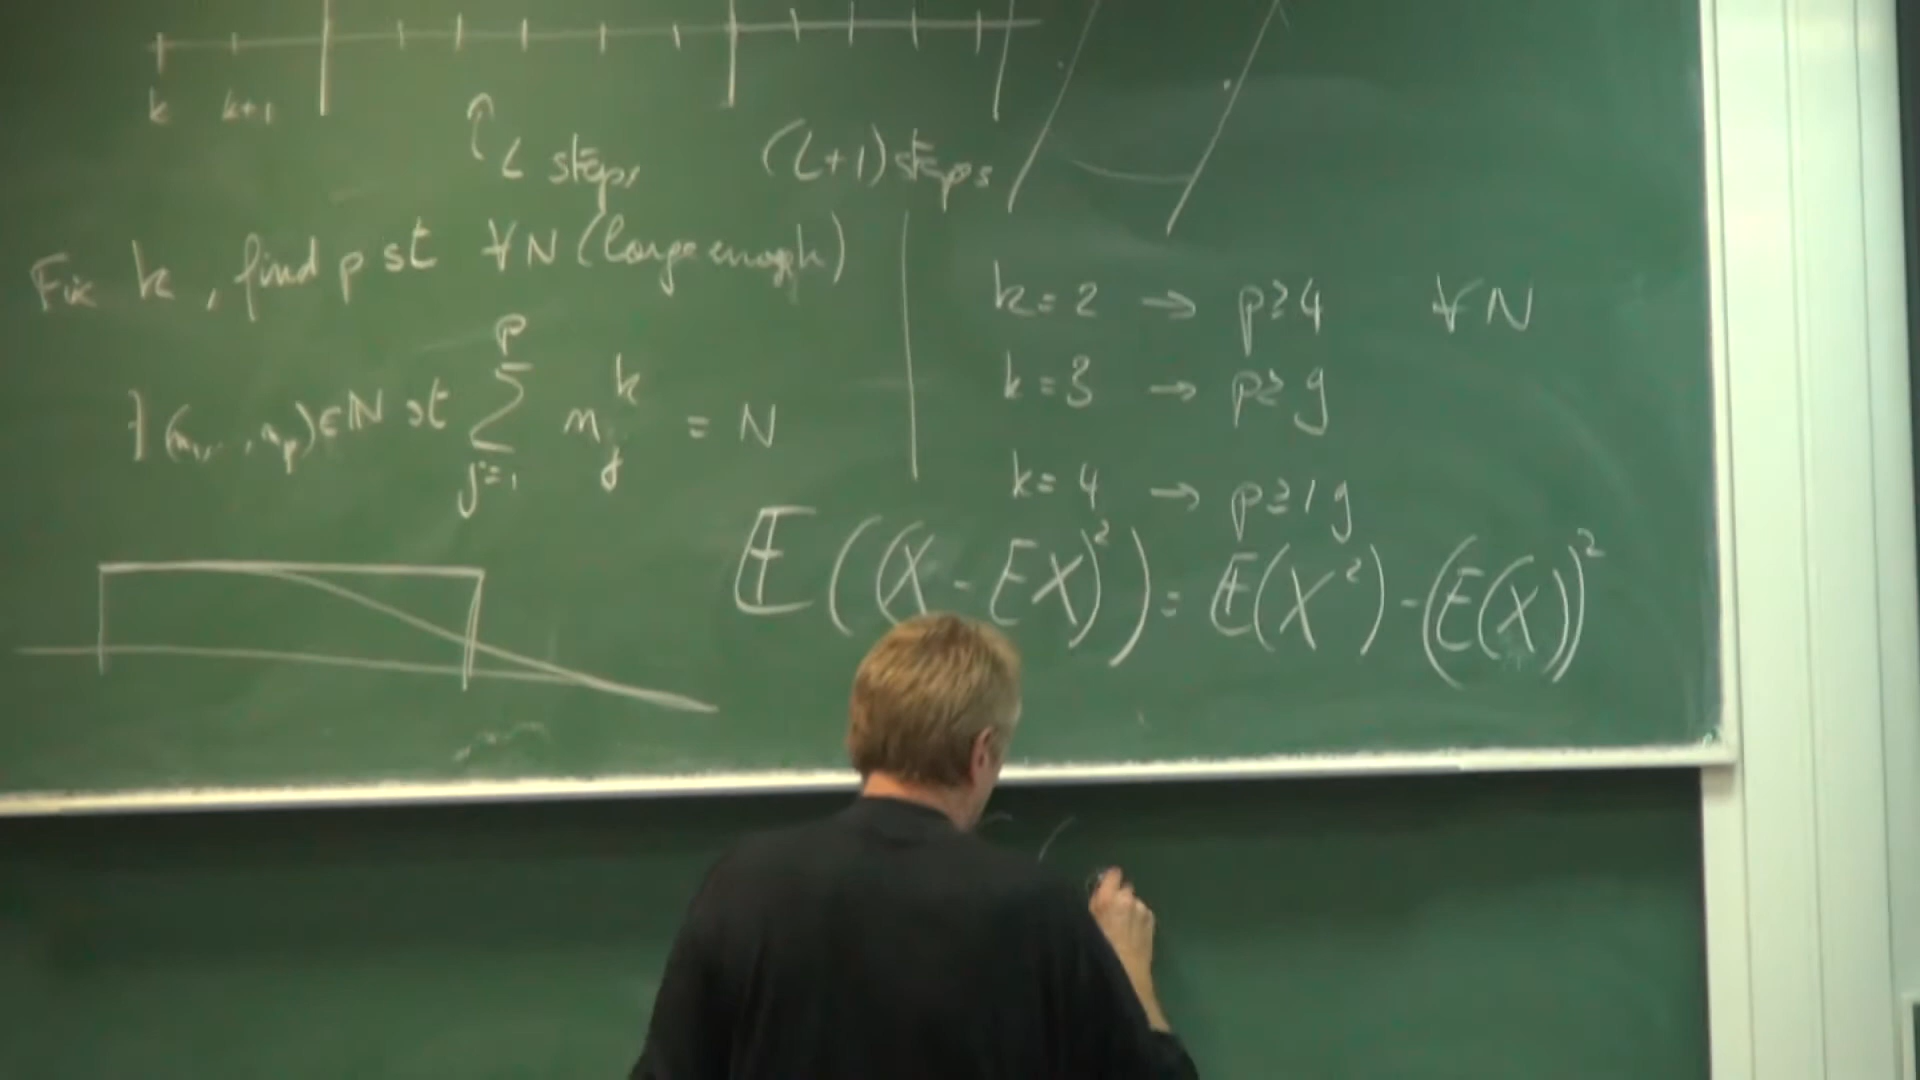 k k+1
L steps (L+1) steps
Fix k, find p st ∀N (large enough)
∃ (n₁, , n_p) ∈ N st ∑_{j=1}^{p} n_j^k = N
k = 2 → p ≥ 4 ∀N
k = 3 → p ≥ 9
k = 4 → p ≥ 19
E((X - EX)²) = E(X²) - (E(X))²